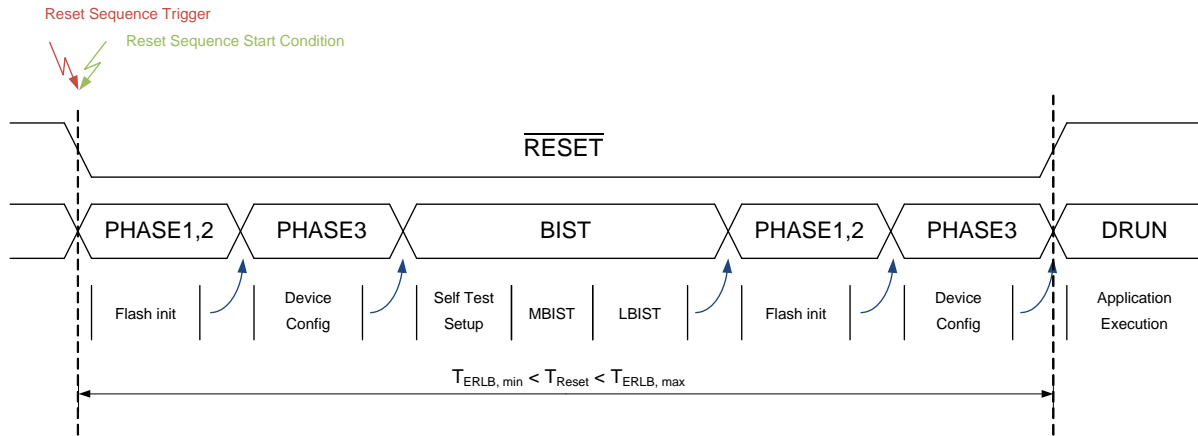 Reset Sequence Trigger
Reset Sequence Start Condition
RESET
PHASE1,2 PHASE3 BIST PHASE1,2 PHASE3 DRUN
Flash init Device Config Self Test Setup MBIST LBIST Flash init Device Config Application Execution
TERLB, min < TReset < TERLB, max